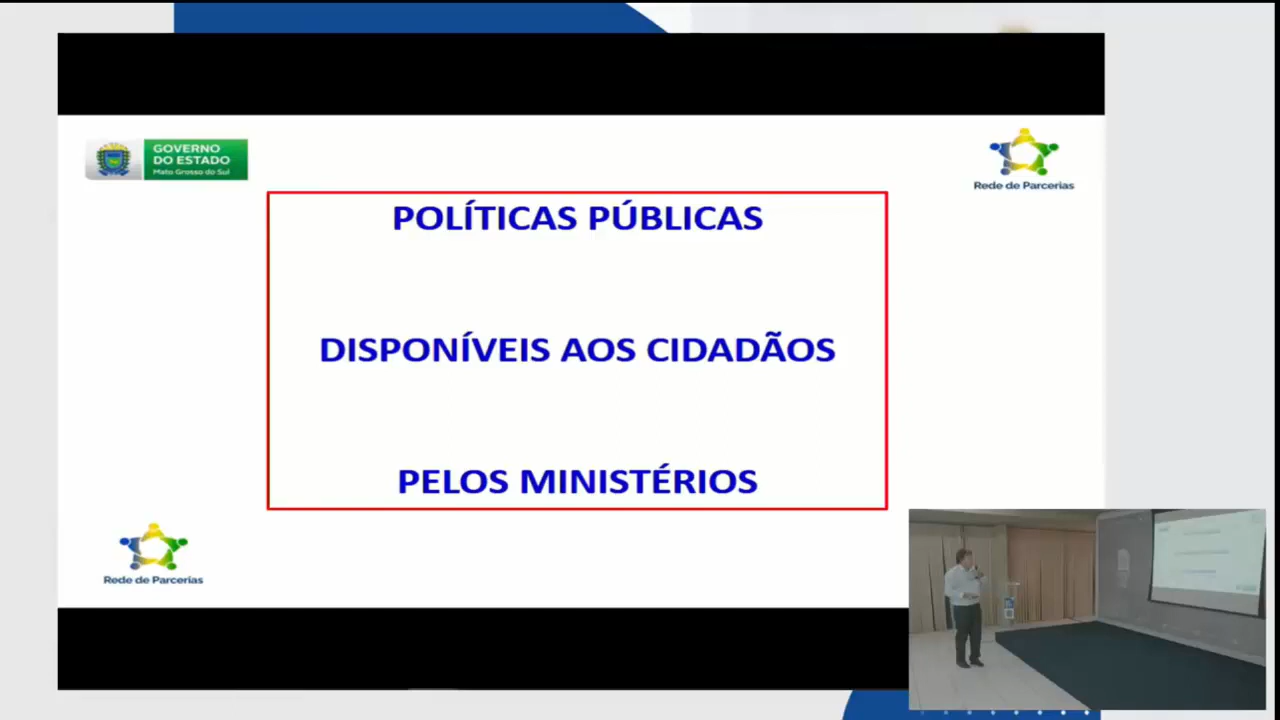 GOVERNO
DO ESTADO
Mato Grosso do Sul
Rede de Parcerias
POLÍTICAS PÚBLICAS
DISPONÍVEIS AOS CIDADÃOS
PELOS MINISTÉRIOS
Rede de Parcerias